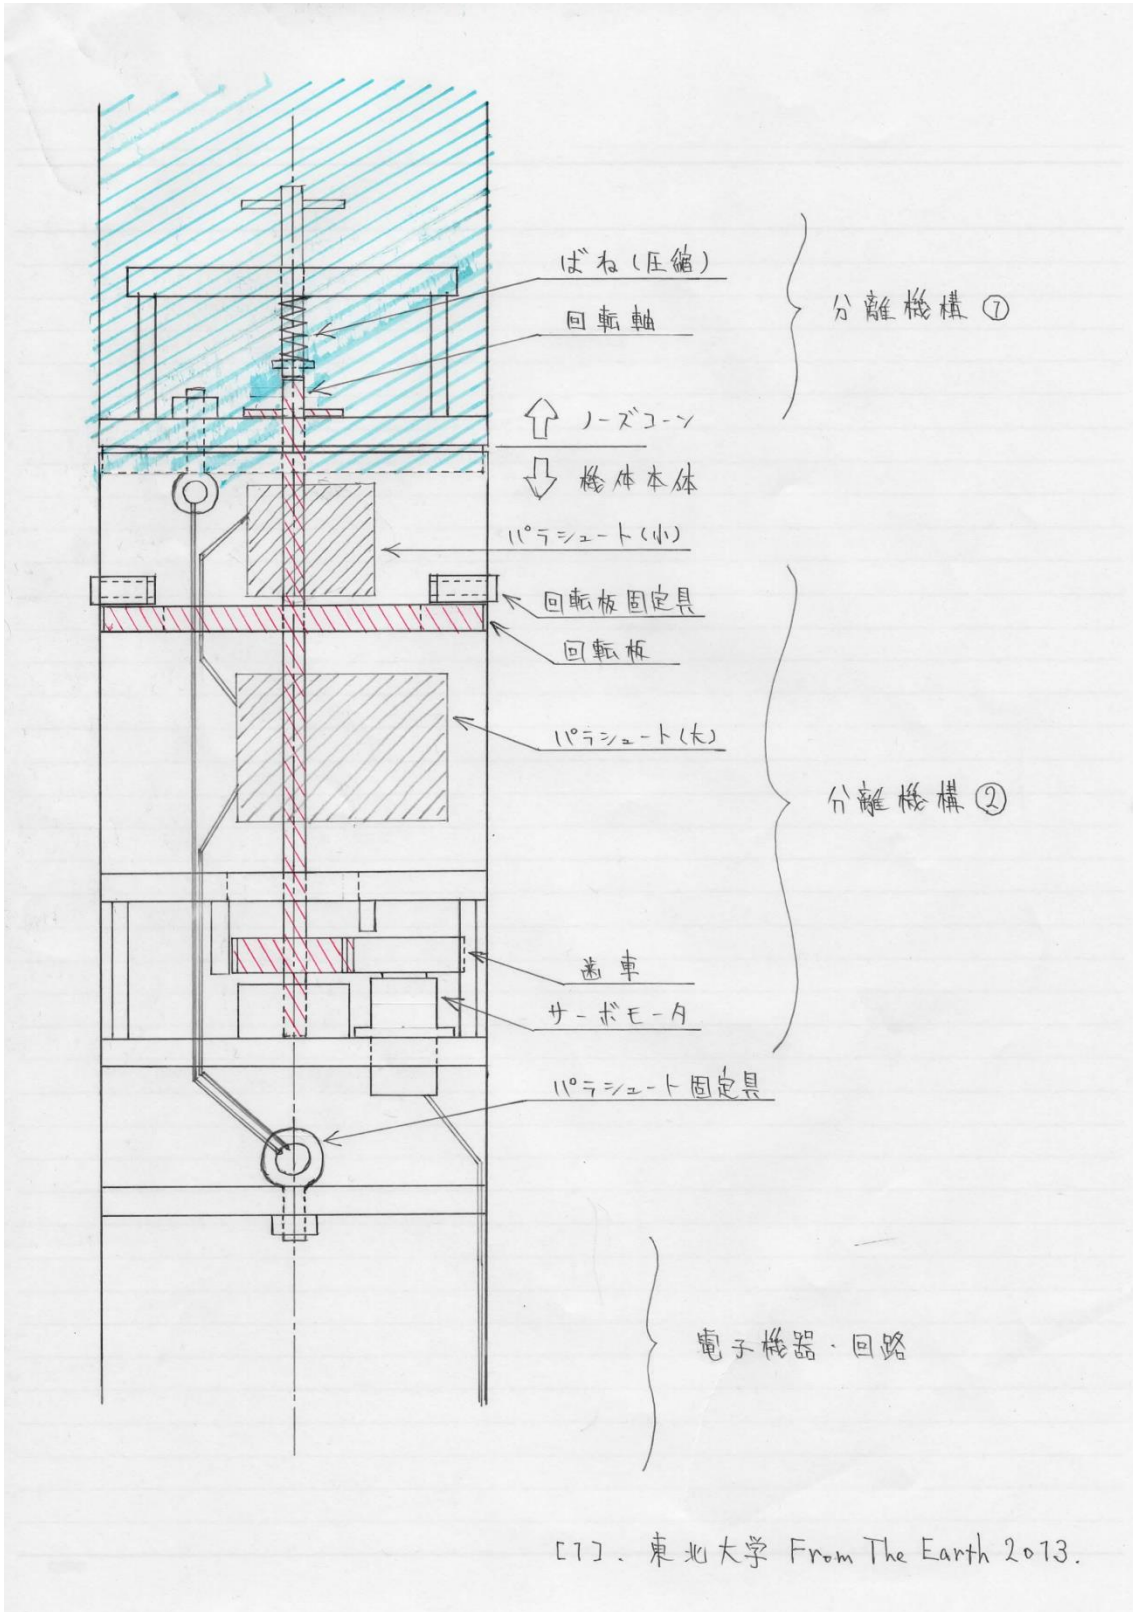 ばね(圧縮)
回転軸
分離機構 ①
ノーズコーン
機体本体
パラシュート(小)
回転板固定具
回転板
パラシュート(大)
分離機構 ②
歯車
サーボモータ
パラシュート固定具
電子機器・回路
[1]. 東北大学 From The Earth 2013.